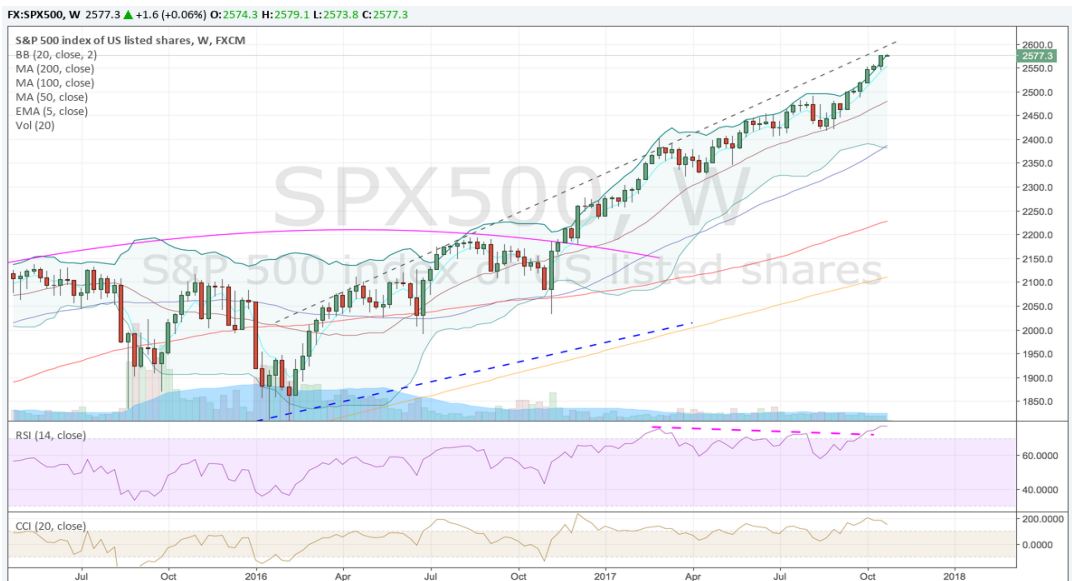 FX:SPX500, W 2577.3 ▲ +1.6 (+0.06%) O:2574.3 H:2579.1 L:2573.8 C:2577.3
S&P 500 index of US listed shares, W, FXCM
BB (20, close, 2)
MA (200, close)
MA (100, close)
MA (50, close)
EMA (5, close)
Vol (20)
2600.0
2577.3
2550.0
2500.0
2450.0
2400.0
2350.0
2300.0
2250.0
2200.0
2150.0
2100.0
2050.0
2000.0
1950.0
1900.0
1850.0
SPX500, W
S&P 500 index of US listed shares
RSI (14, close)
60.0000
40.0000
CCI (20, close)
200.0000
0.0000
Jul Oct 2016 Apr Jul Oct 2017 Apr Jul Oct 2018